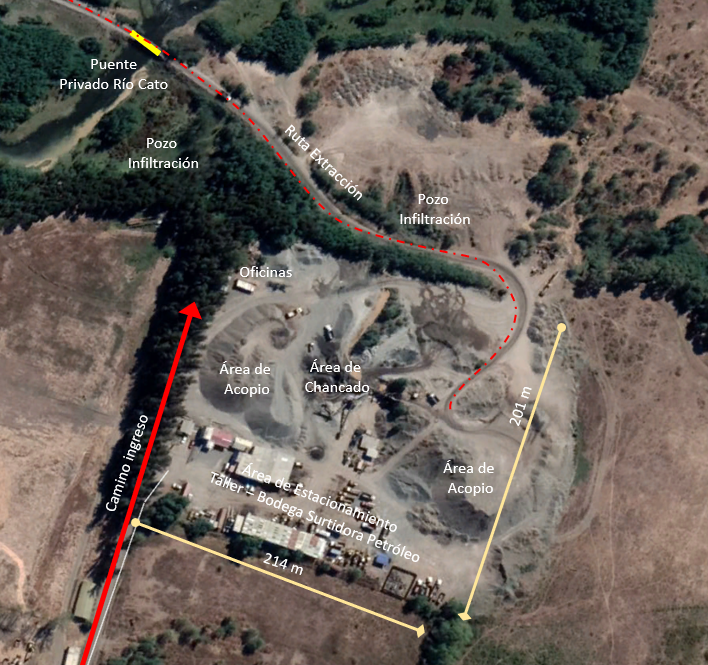 Puente
Privado Río Cato
Pozo
Infiltración
Ruta Extracción
Pozo
Infiltración
Oficinas
Área de
Acopio
Área de
Chancado
201 m
Camino ingreso
Área de
Acopio
Área de Estacionamiento
Taller – Bodega Surtidora Petróleo
214 m